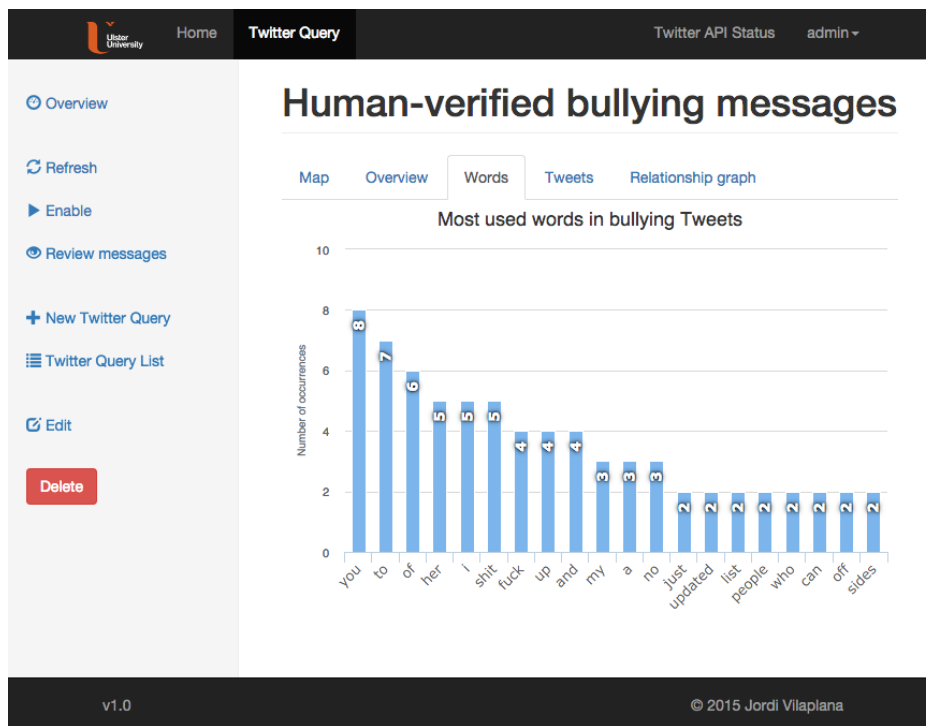 Ulster University Home Twitter Query Twitter API Status admin
Overview
Refresh
Enable
Review messages
New Twitter Query
Twitter Query List
Edit
Delete
Human-verified bullying messages
Map Overview Words Tweets Relationship graph
Most used words in bullying Tweets
Number of occurrences
10
8
6
4
2
0
8 7 6 5 5 5 4 4 4 3 3 3 2 2 2 2 2 2 2 2
you to of her i shit fuck up and my a no just updated list people who can off sides
v1.0 © 2015 Jordi Vilaplana